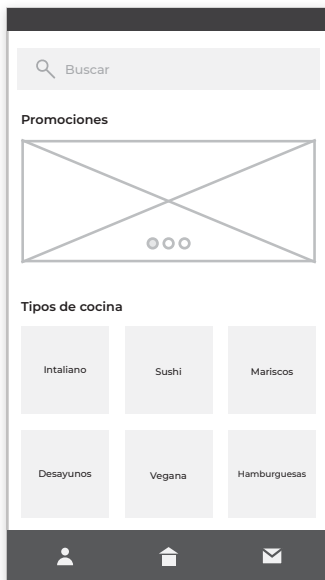 Buscar
Promociones
Tipos de cocina
Intaliano
Sushi
Mariscos
Desayunos
Vegana
Hamburguesas